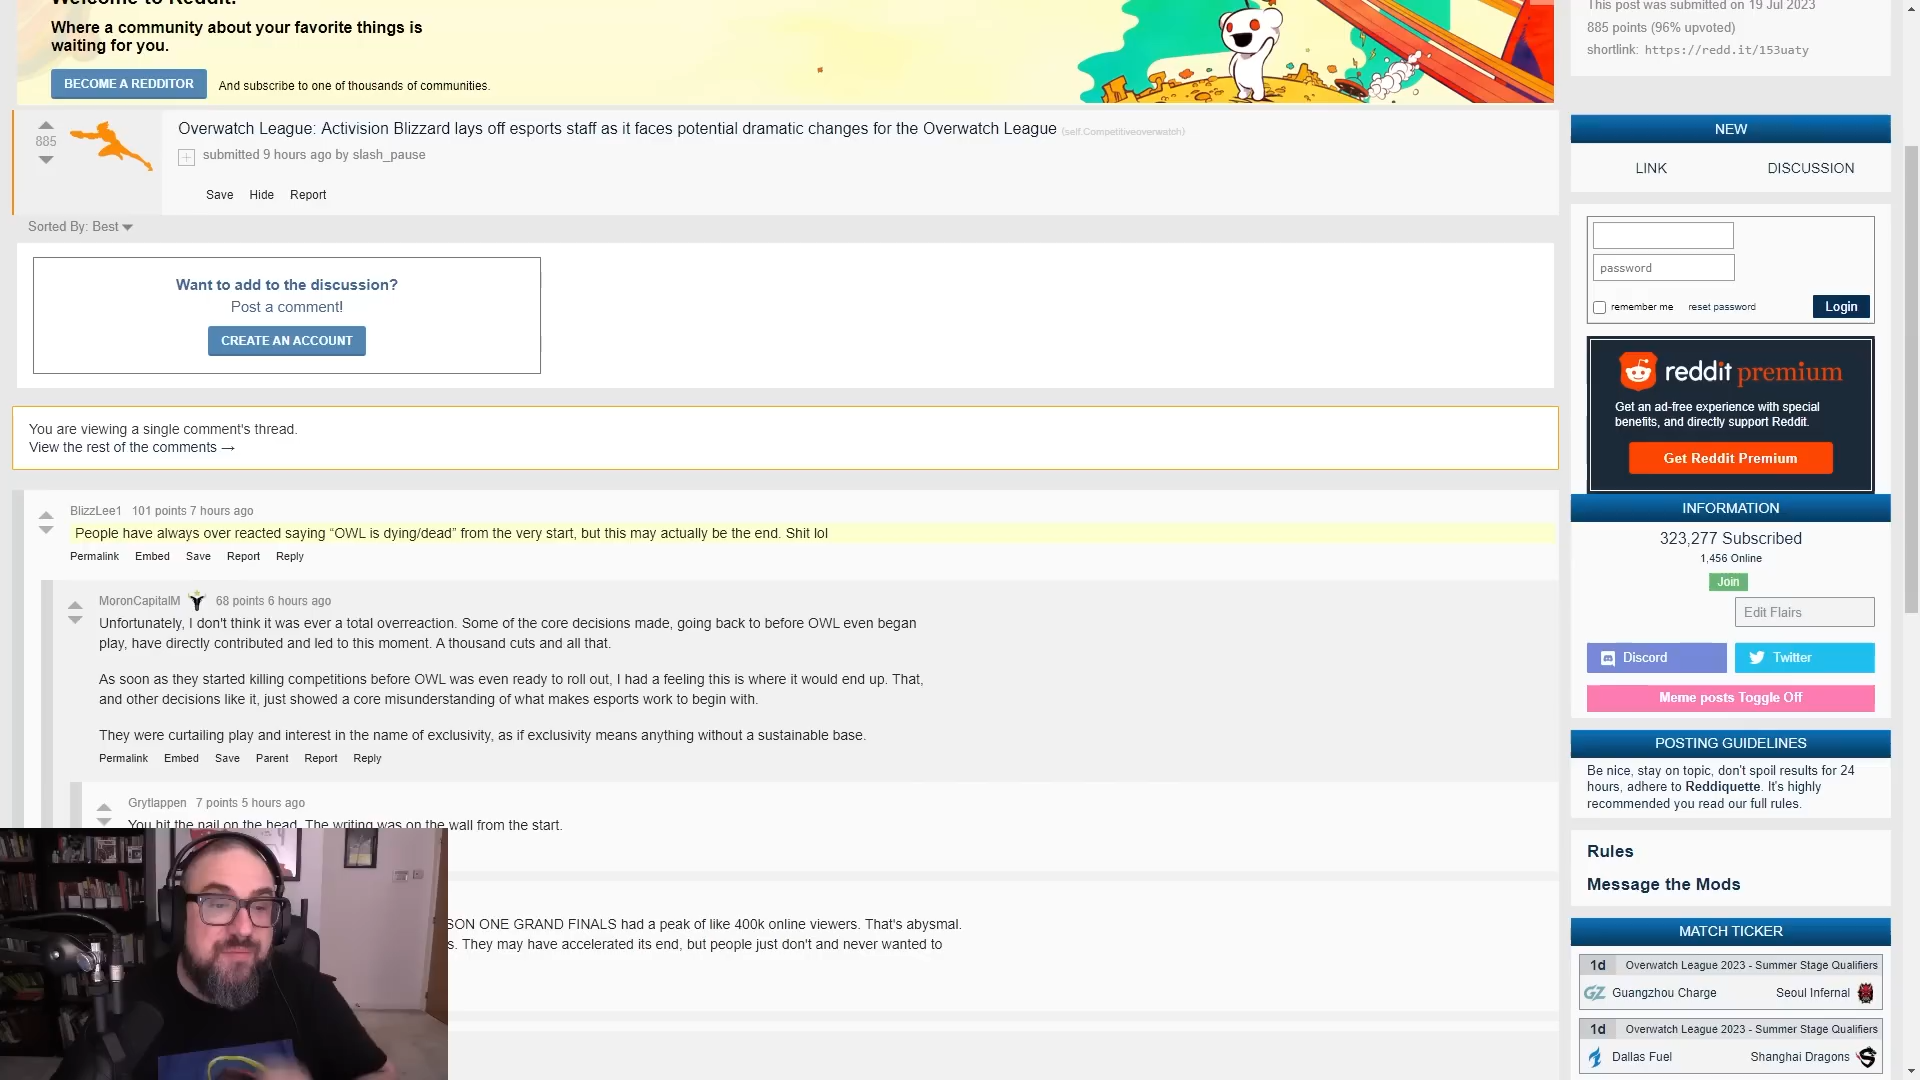 Welcome to Reddit.
Where a community about your favorite things is
waiting for you.
BECOME A REDDITOR
And subscribe to one of thousands of communities.
This post was submitted on 19 Jul 2023
885 points (96% upvoted)
shortlink: https://redd.it/153uaty
885
Overwatch League: Activision Blizzard lays off esports staff as it faces potential dramatic changes for the Overwatch League (self.Competitiveoverwatch)
submitted 9 hours ago by slash_pause
Save Hide Report
Sorted By: Best
Want to add to the discussion?
Post a comment!
CREATE AN ACCOUNT
You are viewing a single comment's thread.
View the rest of the comments →
BlizzLee1 101 points 7 hours ago
People have always over reacted saying “OWL is dying/dead” from the very start, but this may actually be the end. Shit lol
Permalink Embed Save Report Reply
MoronCapitalM 68 points 6 hours ago
Unfortunately, I don't think it was ever a total overreaction. Some of the core decisions made, going back to before OWL even began
play, have directly contributed and led to this moment. A thousand cuts and all that.
As soon as they started killing competitions before OWL was even ready to roll out, I had a feeling this is where it would end up. That,
and other decisions like it, just showed a core misunderstanding of what makes esports work to begin with.
They were curtailing play and interest in the name of exclusivity, as if exclusivity means anything without a sustainable base.
Permalink Embed Save Parent Report Reply
Grytlappen 7 points 5 hours ago
You hit the nail on the head. The writing was on the wall from the start.
SON ONE GRAND FINALS had a peak of like 400k online viewers. That's abysmal.
s. They may have accelerated its end, but people just don't and never wanted to
NEW
LINK DISCUSSION
password
remember me reset password Login
reddit premium
Get an ad-free experience with special
benefits, and directly support Reddit.
Get Reddit Premium
INFORMATION
323,277 Subscribed
1,456 Online
Join
Edit Flairs
Discord Twitter
Meme posts Toggle Off
POSTING GUIDELINES
Be nice, stay on topic, don't spoil results for 24
hours, adhere to Reddiquette. It's highly
recommended you read our full rules.
Rules
Message the Mods
MATCH TICKER
1d Overwatch League 2023 - Summer Stage Qualifiers
GZ Guangzhou Charge Seoul Infernal
1d Overwatch League 2023 - Summer Stage Qualifiers
Dallas Fuel Shanghai Dragons